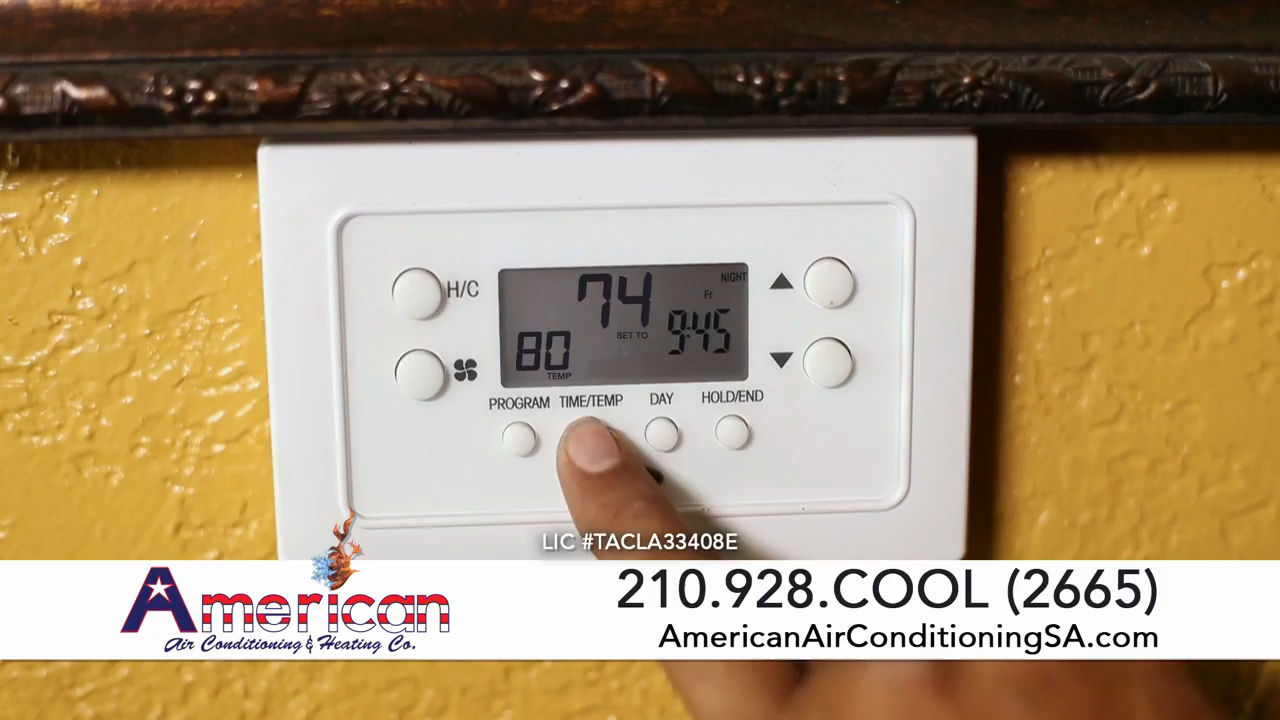 H/C
74
NIGHT
Fr
SET TO
9:45
80
TEMP
PROGRAM TIME/TEMP DAY HOLD/END
LIC #TACLA33408E
American
Air Conditioning & Heating Co.
210.928.COOL (2665)
AmericanAirConditioningSA.com